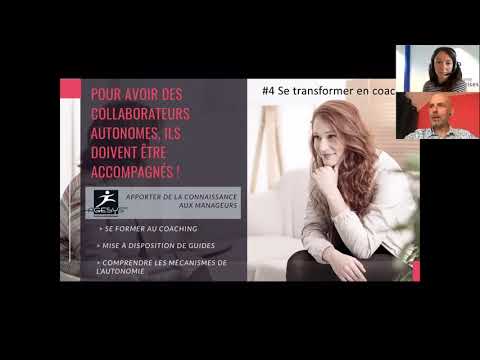 POUR AVOIR DES
COLLABORATEURS
AUTONOMES, ILS
DOIVENT ÊTRE
ACCOMPAGNÉS !
#4 Se transformer en coac
APPORTER DE LA CONNAISSANCE
AUX MANAGEURS
> SE FORMER AU COACHING
> MISE À DISPOSITION DE GUIDES
> COMPRENDRE LES MÉCANISMES DE
L'AUTONOMIE